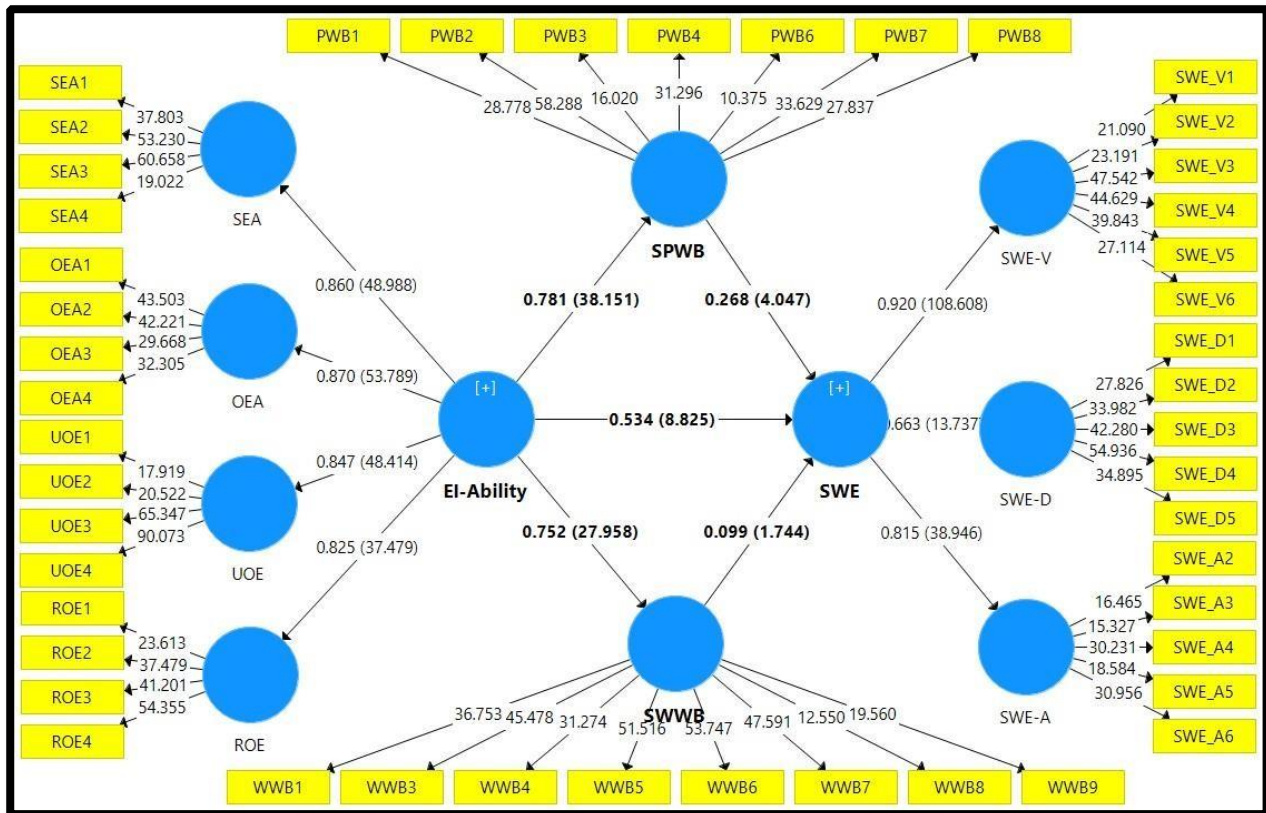 PWB1
PWB2
PWB3
PWB4
PWB6
PWB7
PWB8
28.778
58.288
16.020
31.296
10.375
33.629
27.837
SPWB
SEA1
SEA2
SEA3
SEA4
37.803
53.230
60.658
19.022
SEA
OEA1
OEA2
OEA3
OEA4
43.503
42.221
29.668
32.305
OEA
UOE1
UOE2
UOE3
UOE4
17.919
20.522
65.347
90.073
UOE
ROE1
ROE2
ROE3
ROE4
23.613
37.479
41.201
54.355
ROE
0.860 (48.988)
0.870 (53.789)
0.847 (48.414)
0.825 (37.479)
[+]
EI-Ability
0.781 (38.151)
0.534 (8.825)
0.752 (27.958)
0.268 (4.047)
0.099 (1.744)
[+]
SWE
0.920 (108.608)
.663 (13.737
0.815 (38.946)
SWE-V
21.090
23.191
47.542
44.629
39.843
27.114
SWE_V1
SWE_V2
SWE_V3
SWE_V4
SWE_V5
SWE_V6
SWE-D
27.826
33.982
42.280
54.936
34.895
SWE_D1
SWE_D2
SWE_D3
SWE_D4
SWE_D5
SWE-A
16.465
15.327
30.231
18.584
30.956
SWE_A2
SWE_A3
SWE_A4
SWE_A5
SWE_A6
SWWB
36.753
45.478
31.274
51.516
53.747
47.591
12.550
19.560
WWB1
WWB3
WWB4
WWB5
WWB6
WWB7
WWB8
WWB9